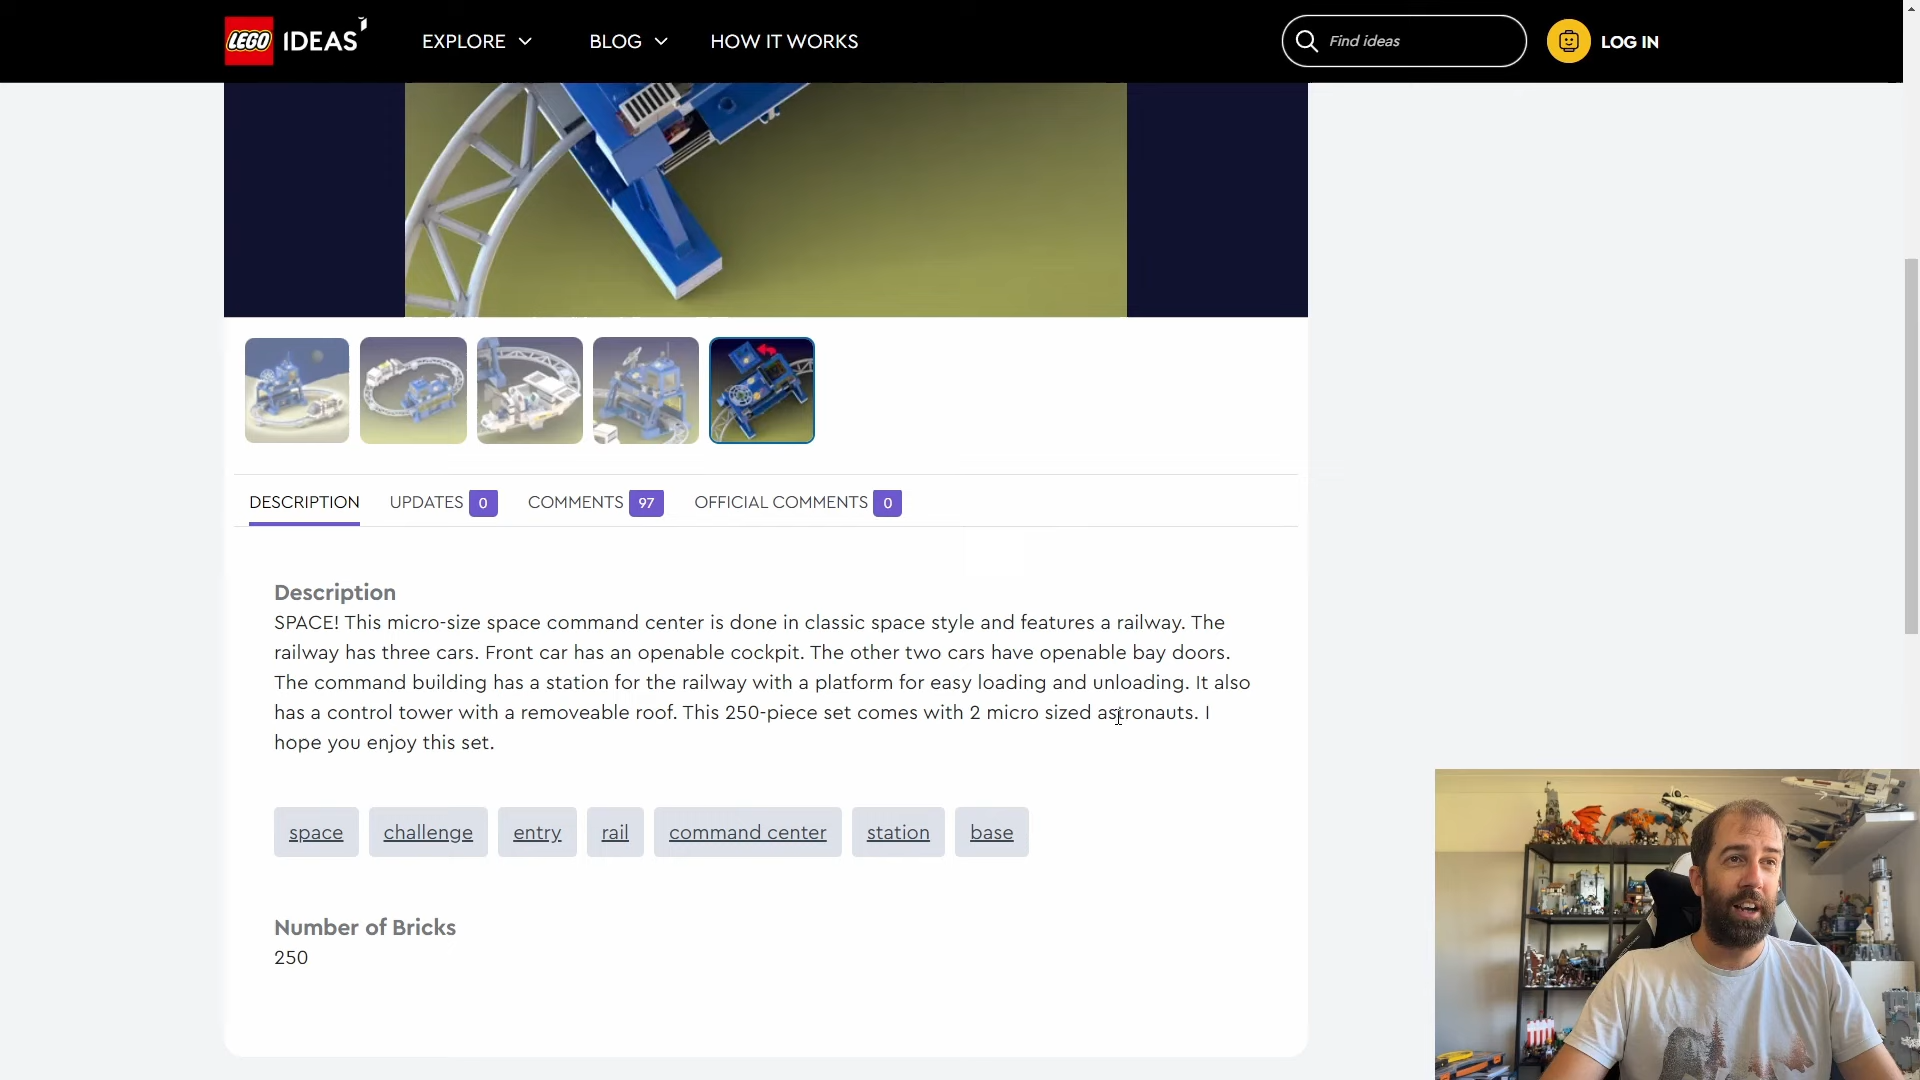 LEGO IDEAS EXPLORE BLOG HOW IT WORKS Find ideas LOG IN
DESCRIPTION UPDATES 0 COMMENTS 97 OFFICIAL COMMENTS 0
Description
SPACE! This micro-size space command center is done in classic space style and features a railway. The
railway has three cars. Front car has an openable cockpit. The other two cars have openable bay doors.
The command building has a station for the railway with a platform for easy loading and unloading. It also
has a control tower with a removeable roof. This 250-piece set comes with 2 micro sized astronauts. I
hope you enjoy this set.
space challenge entry rail command center station base
Number of Bricks
250